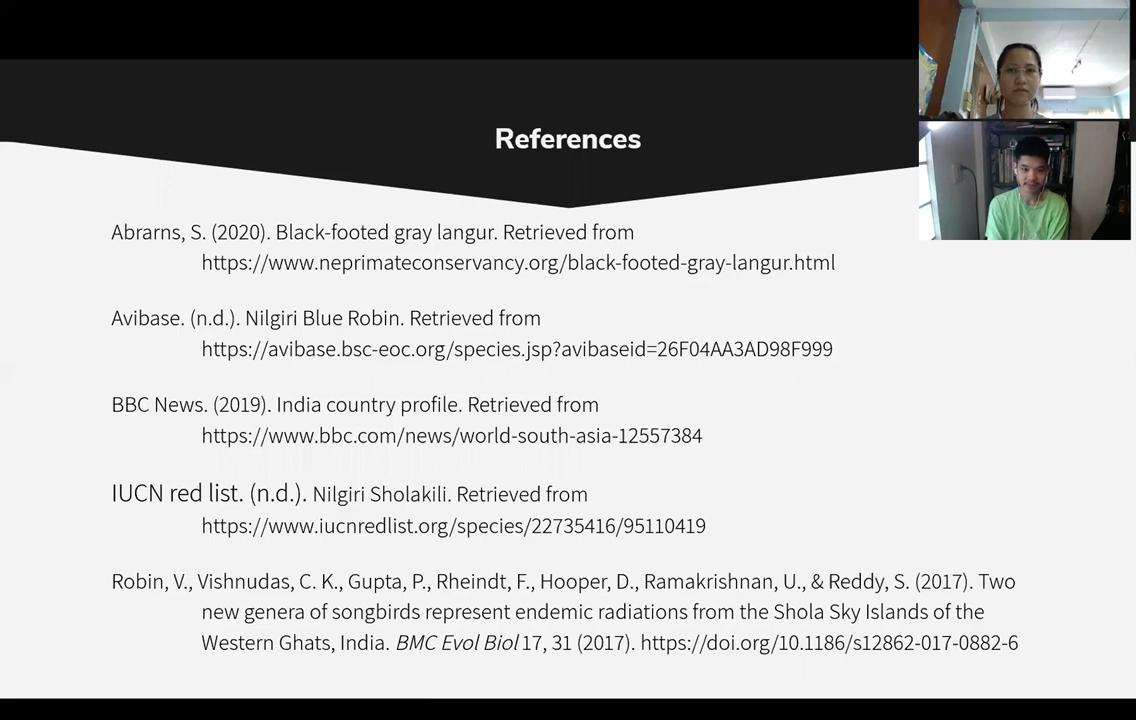 References
Abrarns, S. (2020). Black-footed gray langur. Retrieved from
https://www.neprimateconservancy.org/black-footed-gray-langur.html
Avibase. (n.d.). Nilgiri Blue Robin. Retrieved from
https://avibase.bsc-eoc.org/species.jsp?avibaseid=26F04AA3AD98F999
BBC News. (2019). India country profile. Retrieved from
https://www.bbc.com/news/world-south-asia-12557384
IUCN red list. (n.d.). Nilgiri Sholakili. Retrieved from
https://www.iucnredlist.org/species/22735416/95110419
Robin, V., Vishnudas, C. K., Gupta, P., Rheindt, F., Hooper, D., Ramakrishnan, U., & Reddy, S. (2017). Two
new genera of songbirds represent endemic radiations from the Shola Sky Islands of the
Western Ghats, India. BMC Evol Biol 17, 31 (2017). https://doi.org/10.1186/s12862-017-0882-6